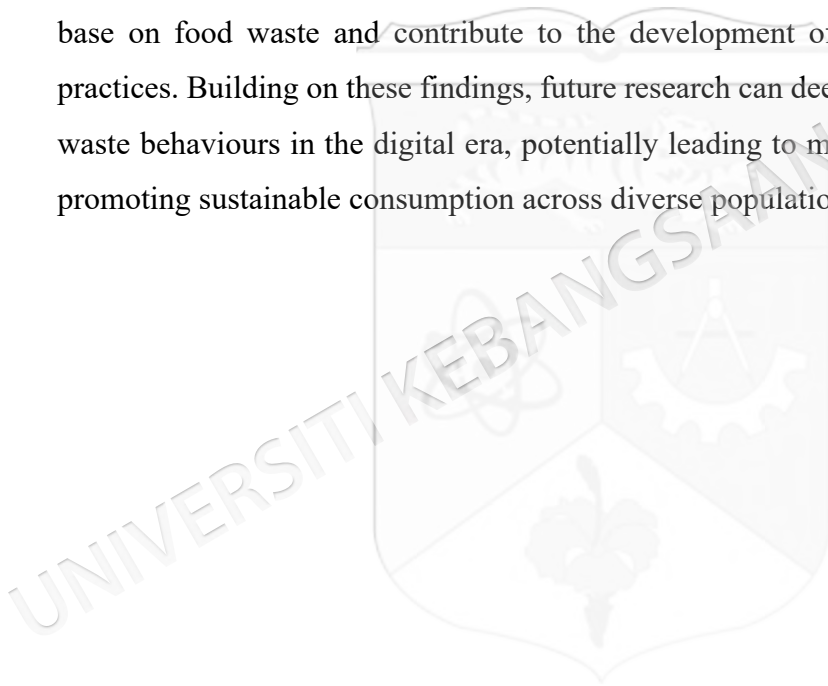 base on food waste and contribute to the development of
practices. Building on these findings, future research can dee
waste behaviours in the digital era, potentially leading to m
promoting sustainable consumption across diverse populatio
UNIVERSITI KEBANGSAAN